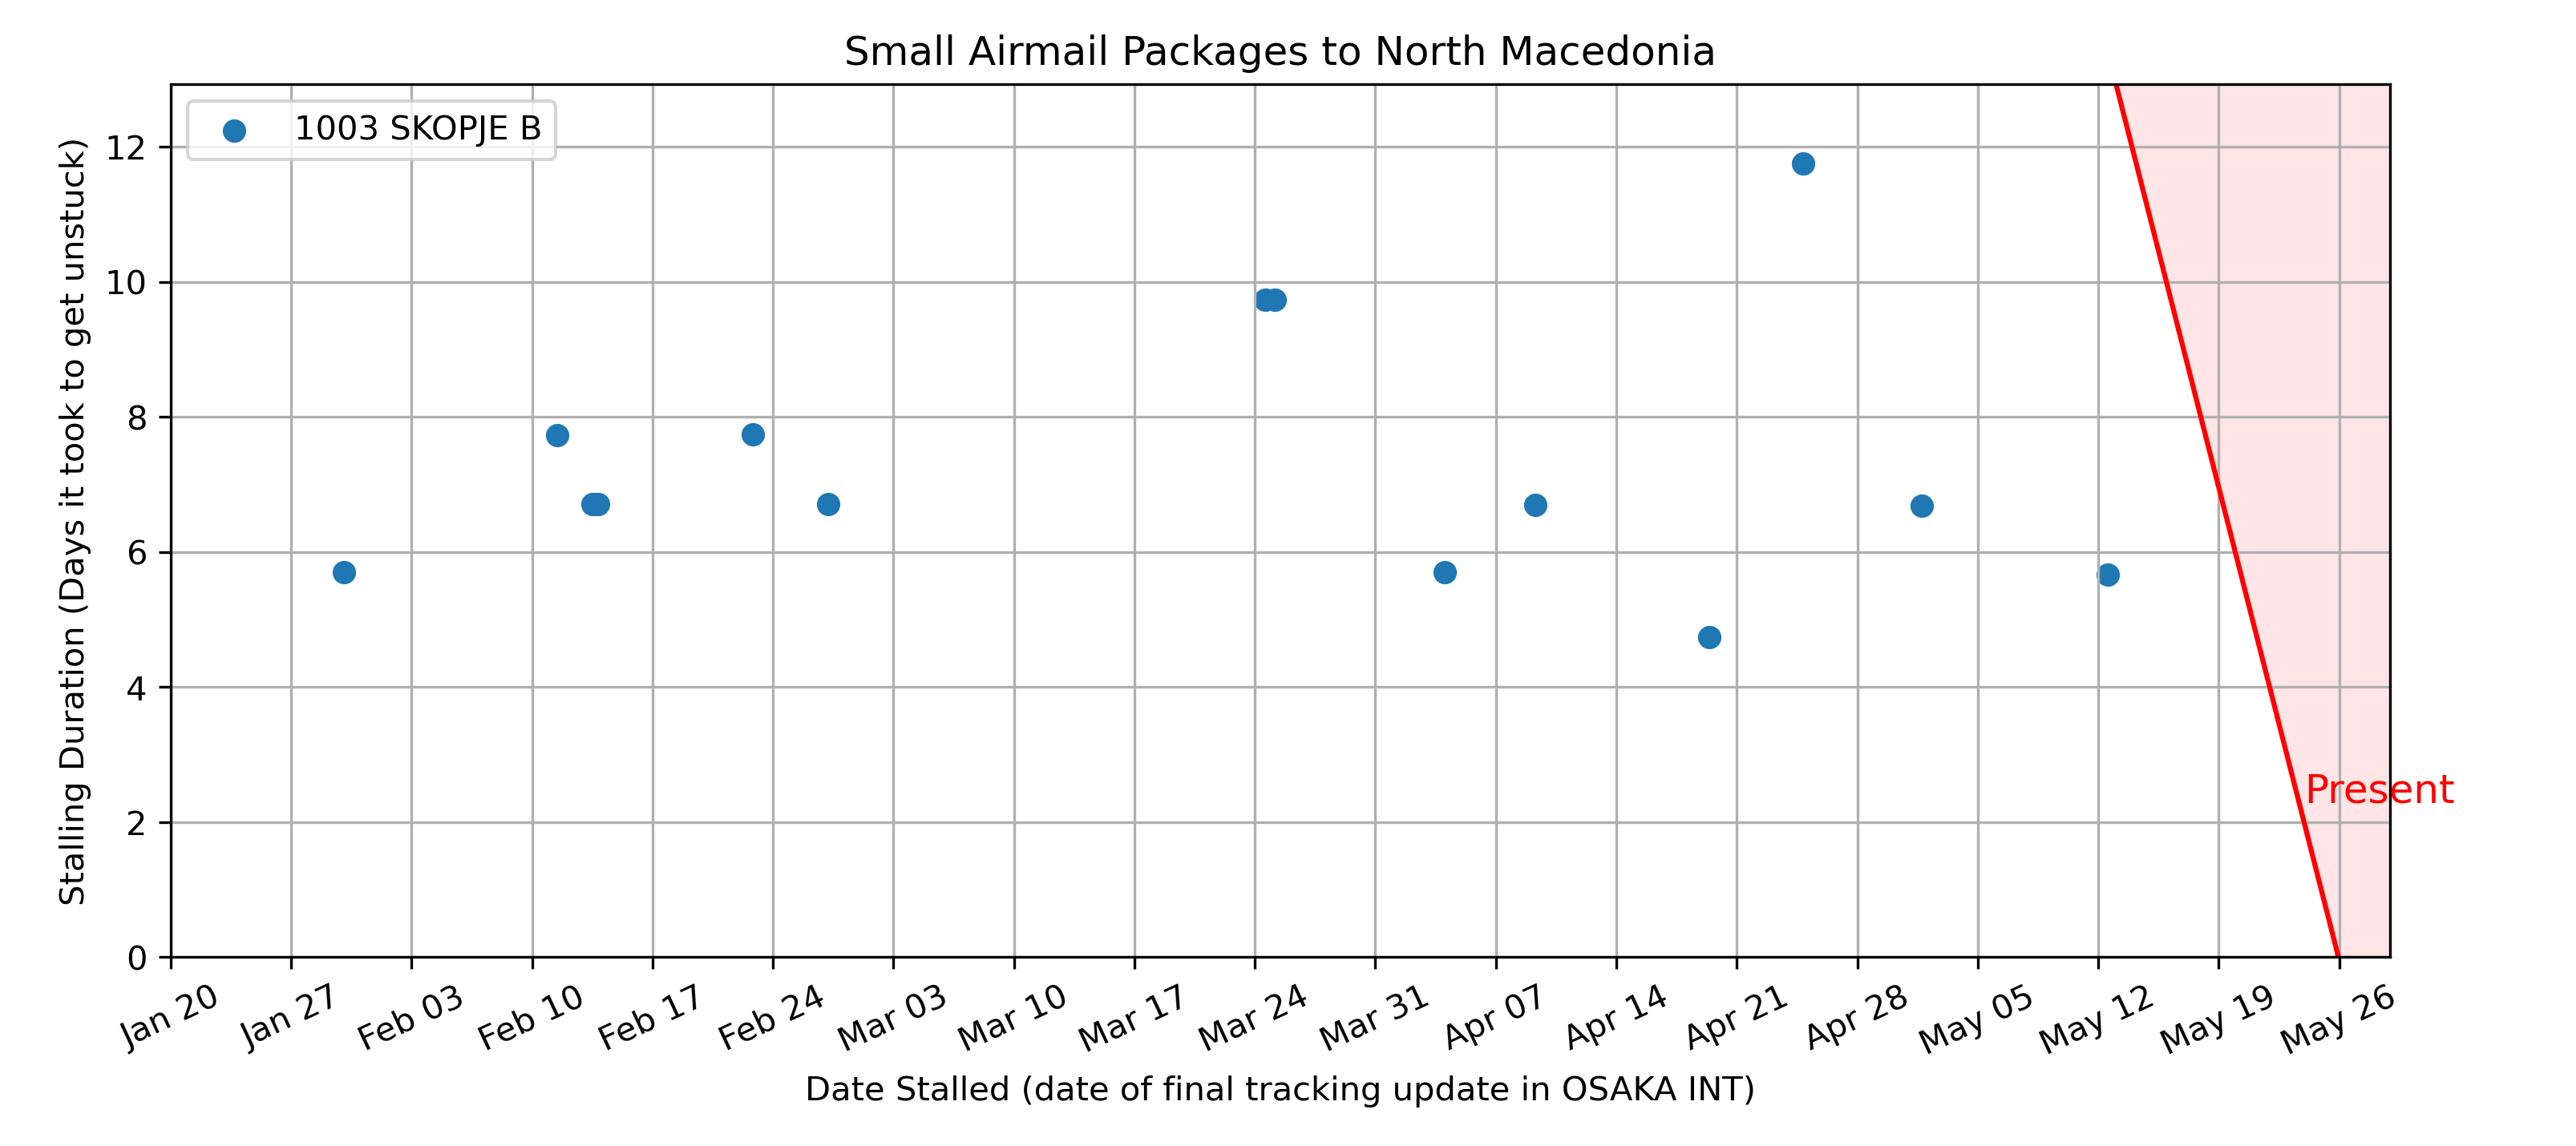 Small Airmail Packages to North Macedonia
1003 SKOPJE B
Stalling Duration (Days it took to get unstuck)
12
10
8
6
4
2
0
Present
Jan 20
Jan 27
Feb 03
Feb 10
Feb 17
Feb 24
Mar 03
Mar 10
Mar 17
Mar 24
Mar 31
Apr 07
Apr 14
Apr 21
Apr 28
May 05
May 12
May 19
May 26
Date Stalled (date of final tracking update in OSAKA INT)